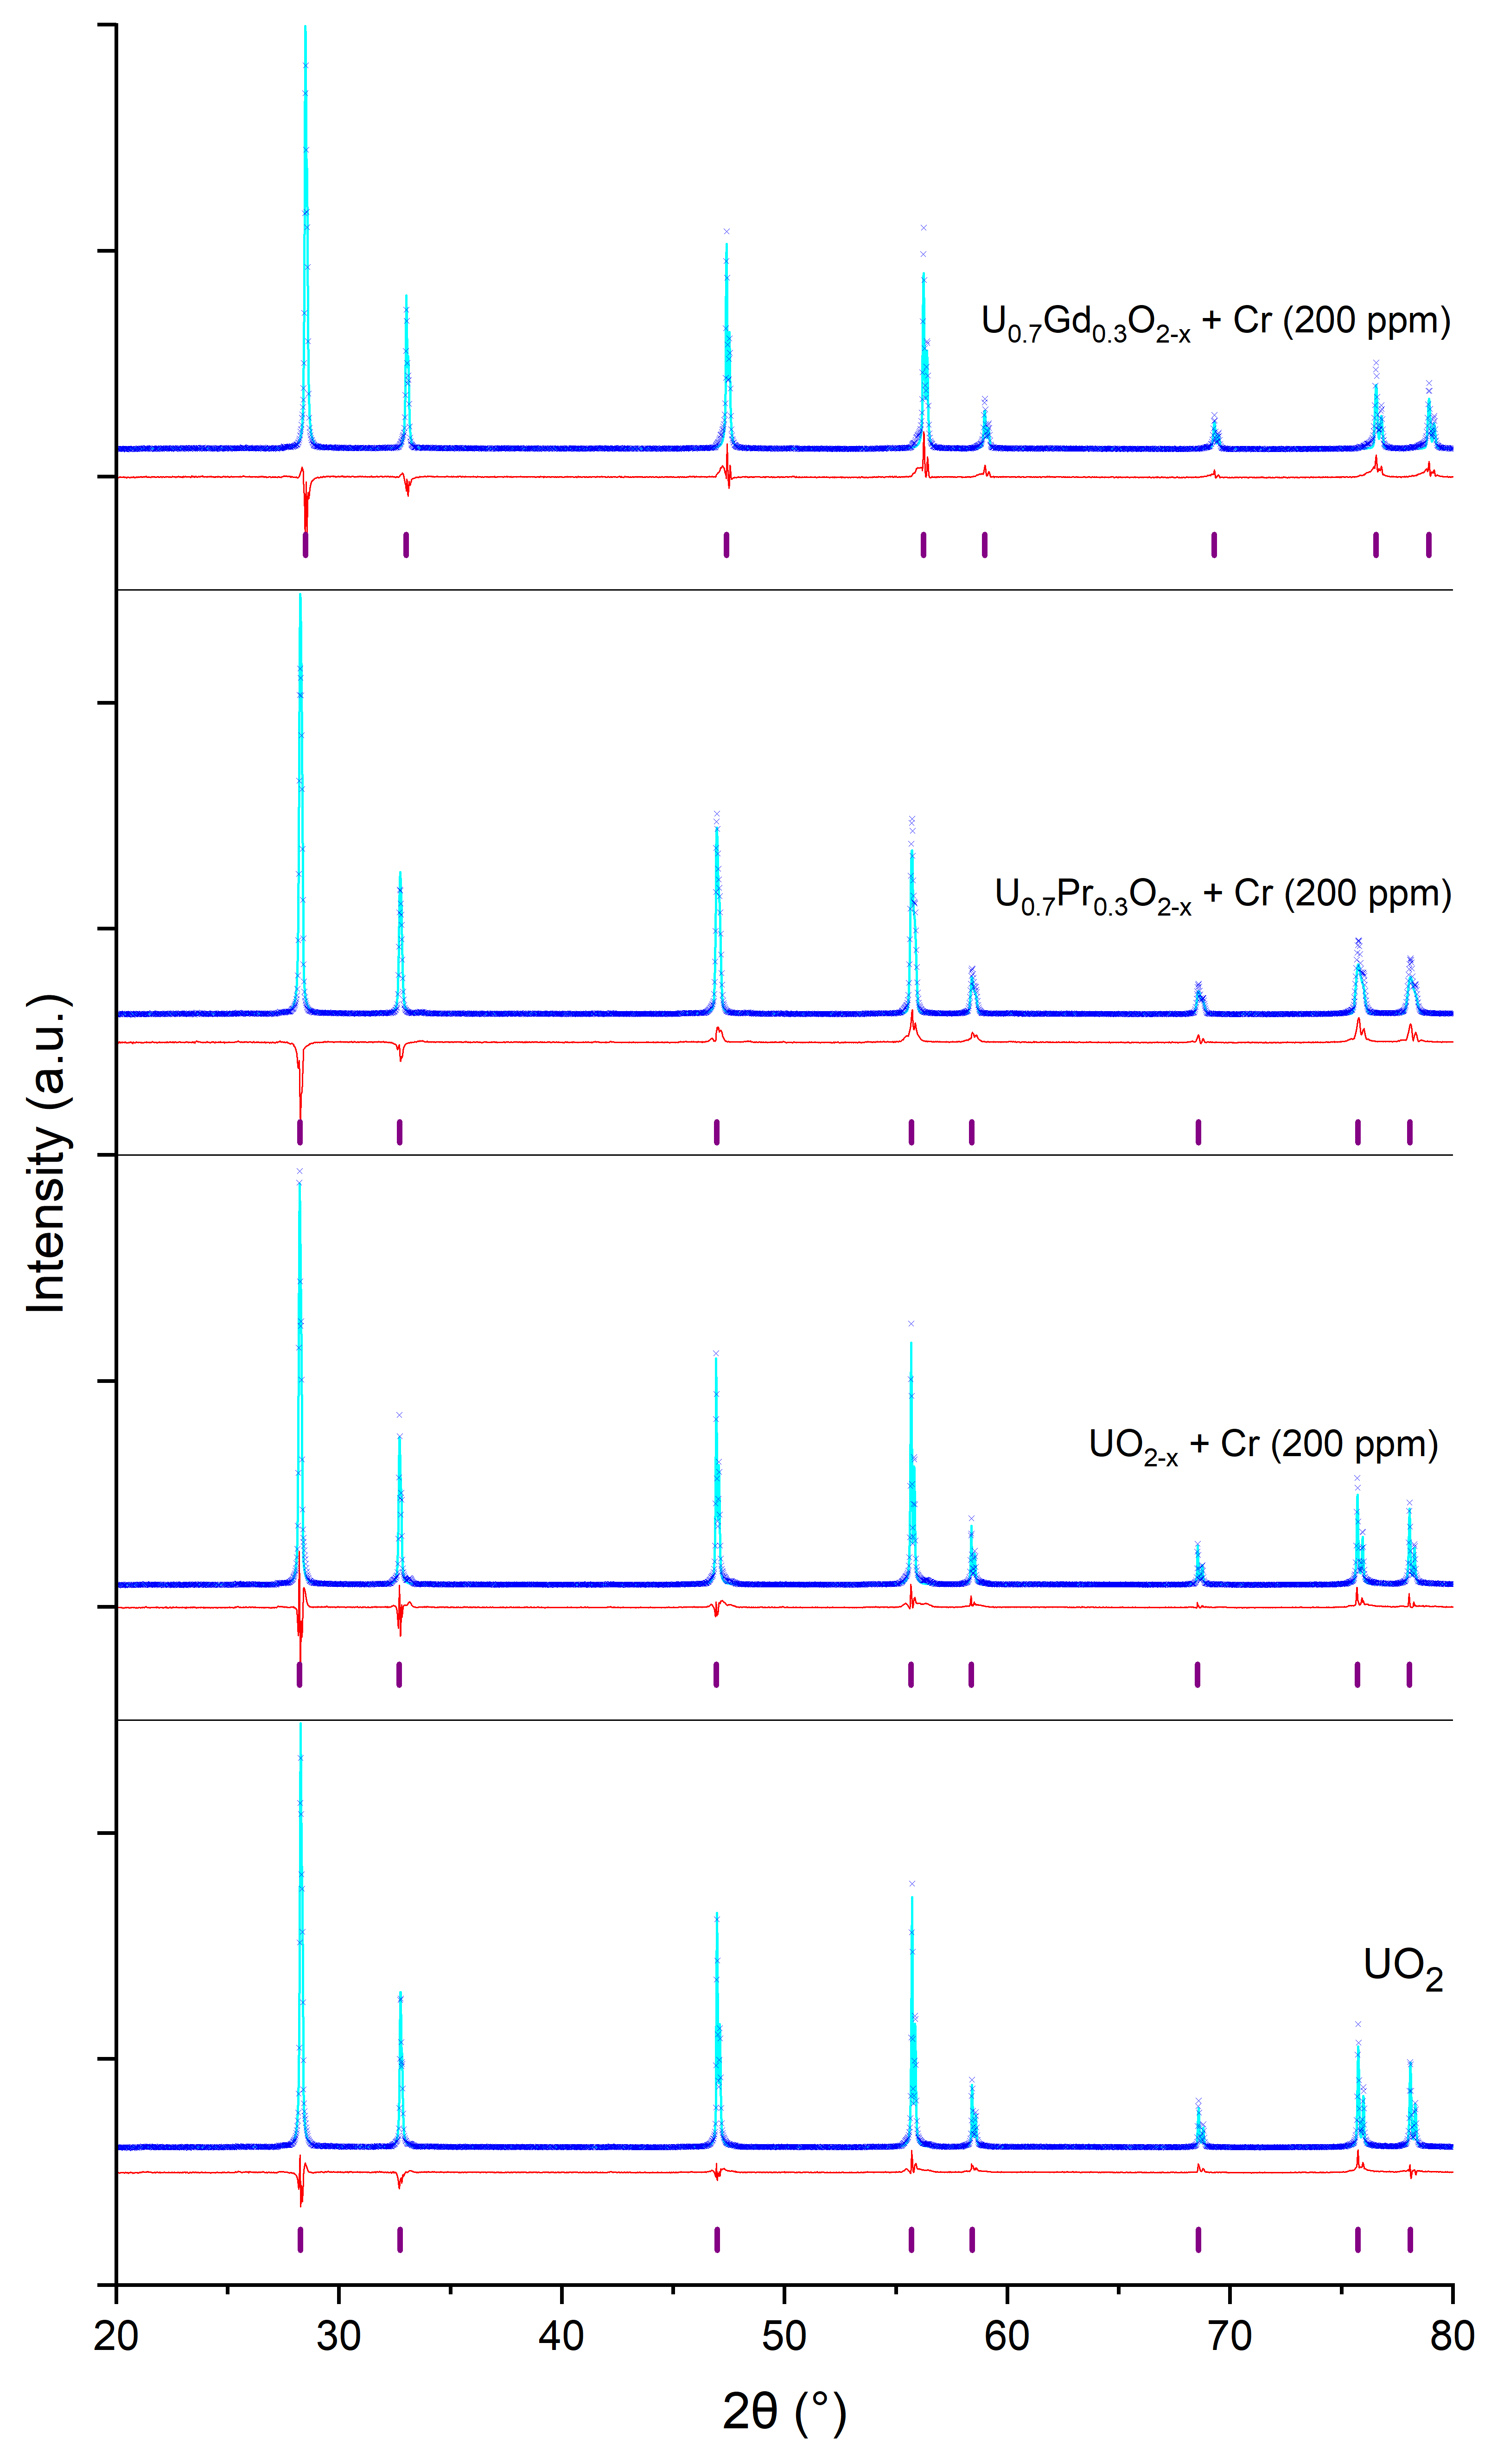 U₀.₇Gd₀.₃O₂₋ₓ + Cr (200 ppm)
U₀.₇Pr₀.₃O₂₋ₓ + Cr (200 ppm)
Intensity (a.u.)
UO₂₋ₓ + Cr (200 ppm)
UO₂
20 30 40 50 60 70 80
2θ (°)